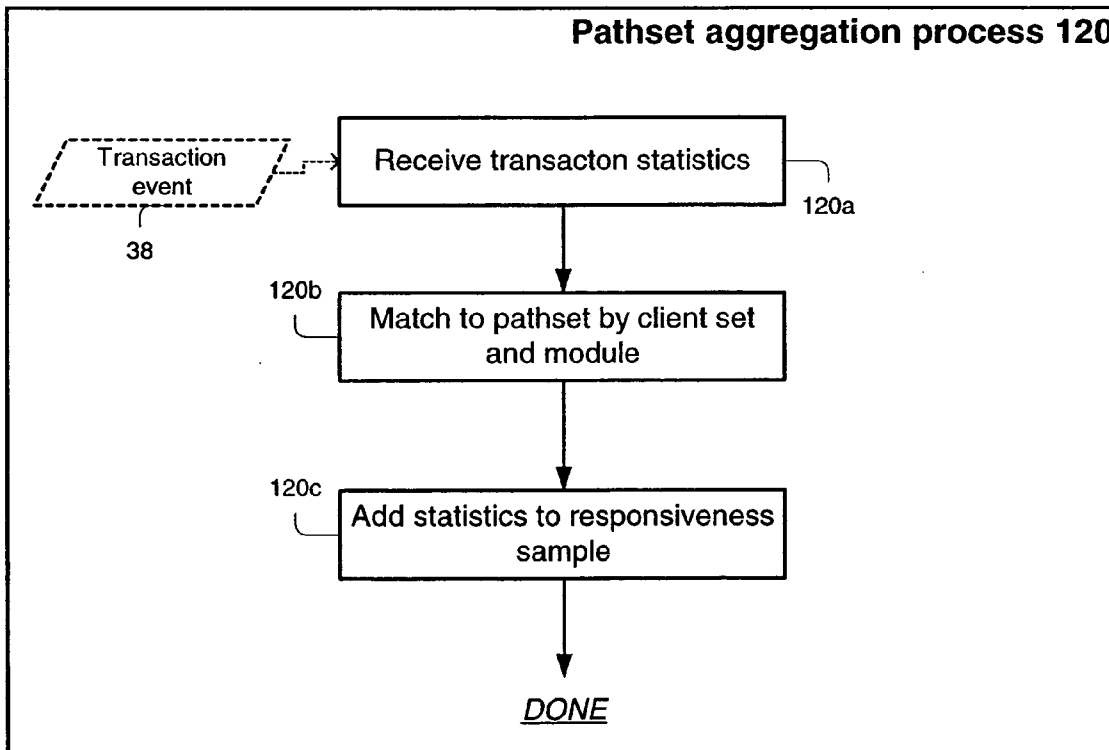 Pathset aggregation process 120
Transaction
event
38
Receive transacton statistics
120a
120b
Match to pathset by client set
and module
120c
Add statistics to responsiveness
sample
DONE